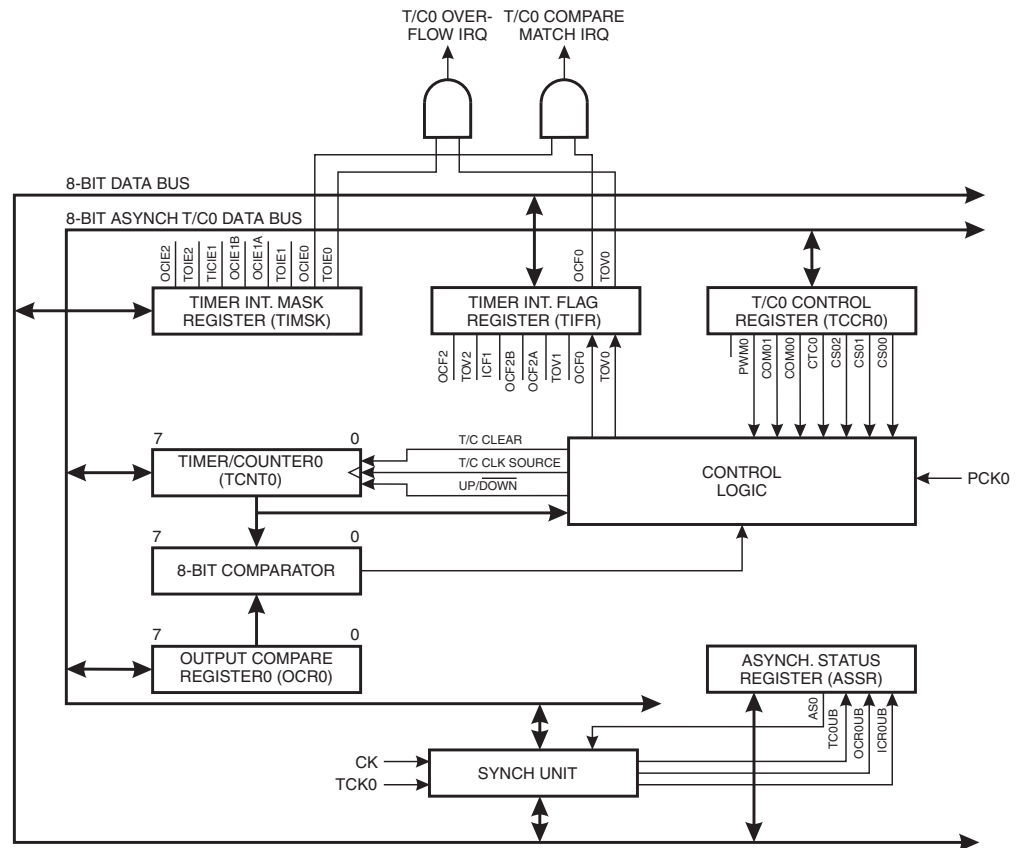 T/C0 OVER-
FLOW IRQ
T/C0 COMPARE
MATCH IRQ
8-BIT DATA BUS
8-BIT ASYNCH T/C0 DATA BUS
OCIE2
TOIE2
TICIE1
OCIE1B
OCIE1A
TOIE1
OCIE0
TOIE0
OCF0
TOV0
TIMER INT. MASK
REGISTER (TIMSK)
TIMER INT. FLAG
REGISTER (TIFR)
T/C0 CONTROL
REGISTER (TCCR0)
OCF2
TOV2
ICF1
OCF2B
OCF2A
TOV1
OCF0
TOV0
PWM0
COM01
COM00
CTC0
CS02
CS01
CS00
7
0
TIMER/COUNTER0
(TCNT0)
T/C CLEAR
T/C CLK SOURCE
UP/DOWN
CONTROL
LOGIC
PCK0
7
0
8-BIT COMPARATOR
7
0
OUTPUT COMPARE
REGISTER0 (OCR0)
ASYNCH. STATUS
REGISTER (ASSR)
AS0
TC0UB
OCR0UB
ICR0UB
CK
TCK0
SYNCH UNIT